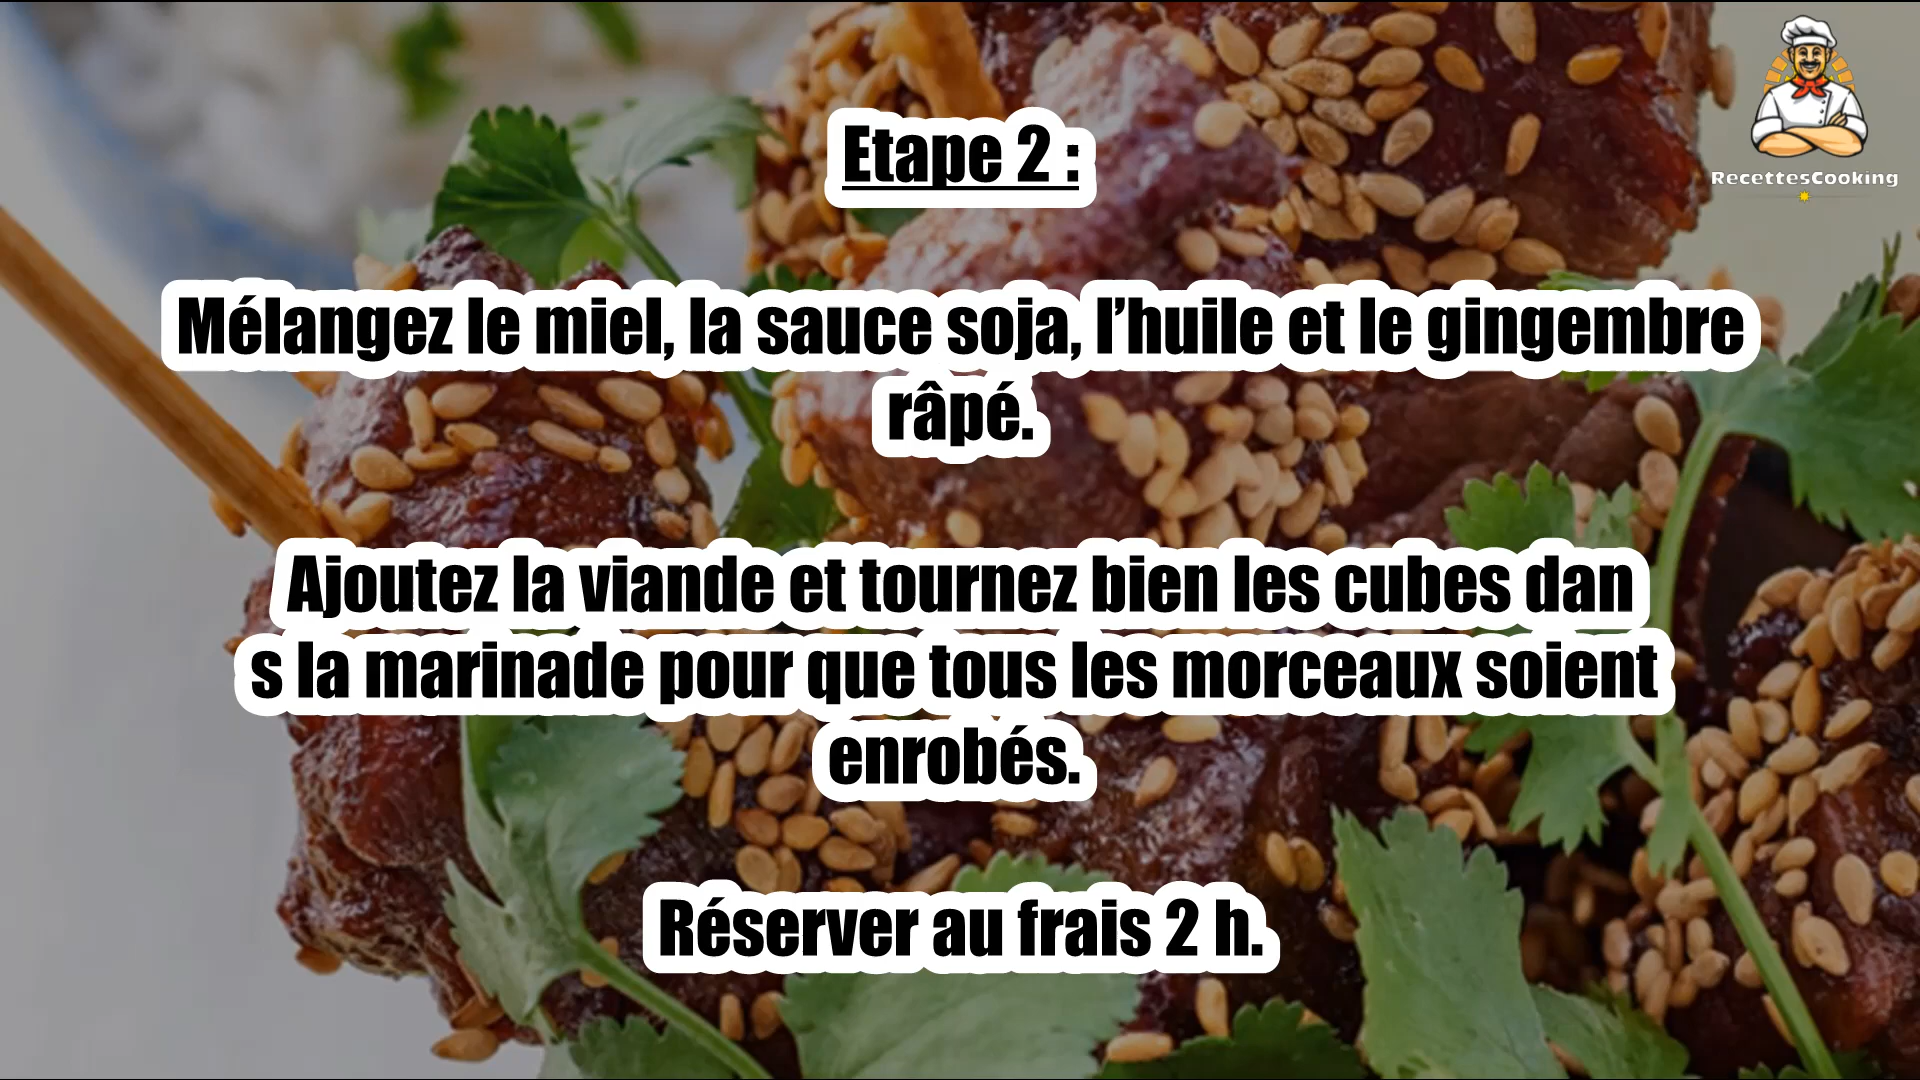 Etape 2 :
RecettesCooking
Mélangez le miel, la sauce soja, l’huile et le gingembre
râpé.
Ajoutez la viande et tournez bien les cubes dan
s la marinade pour que tous les morceaux soient
enrobés.
Réserver au frais 2 h.